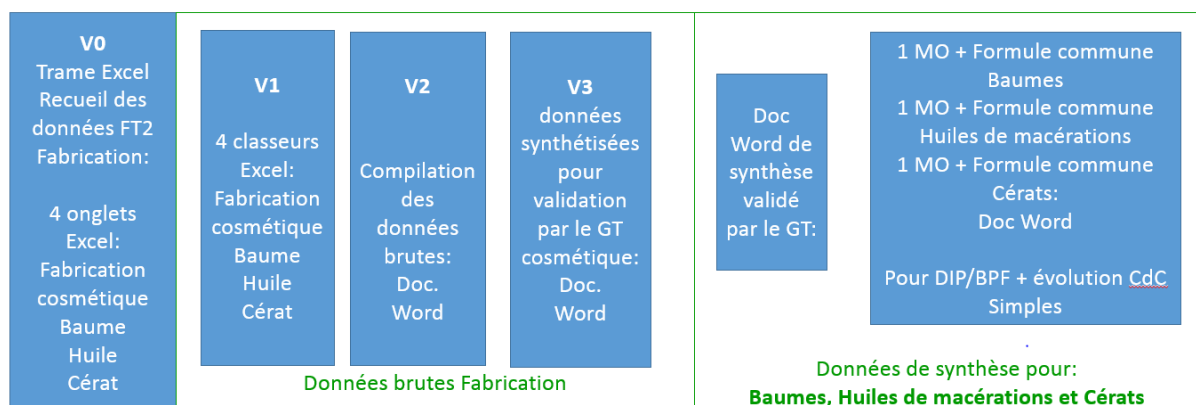 V0
Trame Excel
Recueil des
données FT2
Fabrication:
4 onglets
Excel:
Fabrication
cosmétique
Baume
Huile
Cérat
V1
4 classeurs
Excel:
Fabrication
cosmétique
Baume
Huile
Cérat
V2
Compilation
des
données
brutes:
Doc.
Word
V3
données
synthétisées
pour
validation
par le GT
cosmétique:
Doc.
Word
Données brutes Fabrication
Doc
Word de
synthèse
validé
par le GT:
1 MO + Formule commune
Baumes
1 MO + Formule commune
Huiles de macérations
1 MO + Formule commune
Cérats:
Doc Word
Pour DIP/BPF + évolution CdC
Simples
Données de synthèse pour:
Baumes, Huiles de macérations et Cérats